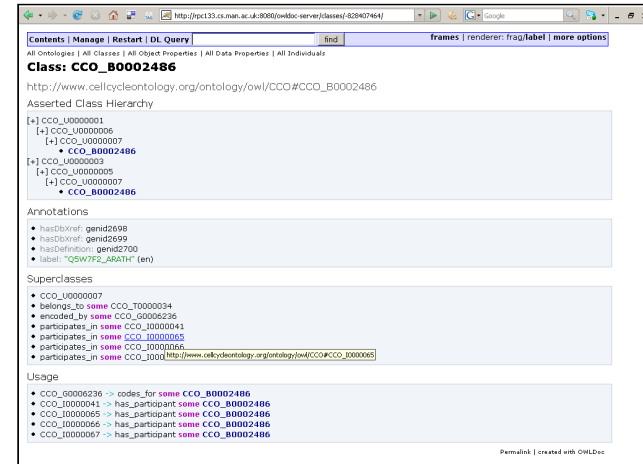 http://rpc133.cs.man.ac.uk:8080/owldoc-server/classes/-828407464/
Google
Contents | Manage | Restart | DL Query find frames | renderer: frag/label | more options
All Ontologies | All Classes | All Object Properties | All Data Properties | All Individuals
Class: CCO_B0002486
http://www.cellcycleontology.org/ontology/owl/CCO#CCO_B0002486
Asserted Class Hierarchy
[+] CCO_U0000001
[+] CCO_U0000006
[+] CCO_U0000007
CCO_B0002486
[+] CCO_U0000003
[+] CCO_U0000005
[+] CCO_U0000007
CCO_B0002486
Annotations
hasDbXref: genid2698
hasDbXref: genid2699
hasDefinition: genid2700
label: "Q5W7F2_ARATH" (en)
Superclasses
CCO_U0000007
belongs_to some CCO_T0000034
encoded_by some CCO_G0006236
participates_in some CCO_I0000041
participates_in some CCO_I0000065
participates_in some CCO_I0000066
participates_in some
http://www.cellcycleontology.org/ontology/owl/CCO#CCO_I0000065
Usage
CCO_G0006236 -> codes_for some CCO_B0002486
CCO_I0000041 -> has_participant some CCO_B0002486
CCO_I0000065 -> has_participant some CCO_B0002486
CCO_I0000066 -> has_participant some CCO_B0002486
CCO_I0000067 -> has_participant some CCO_B0002486
Permalink | created with OWLDoc